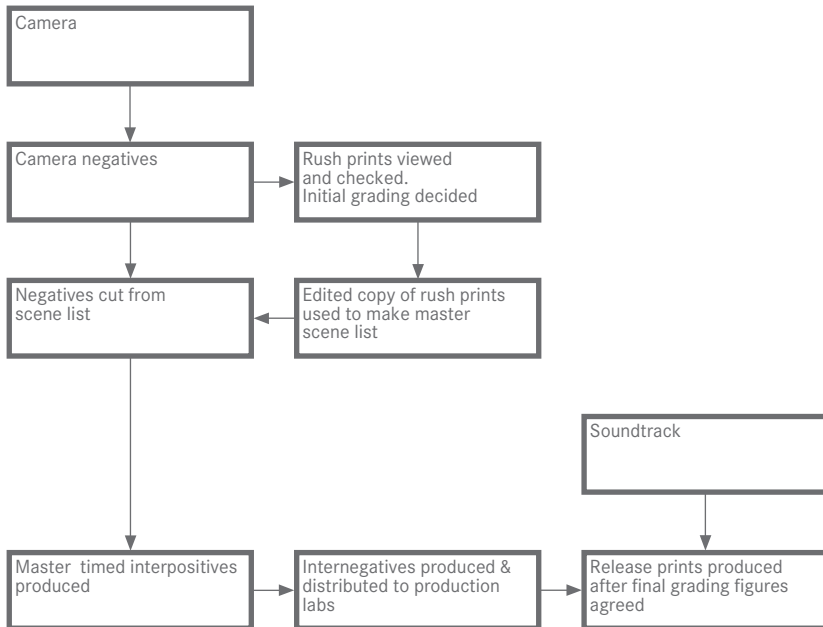 Camera
Camera negatives
Rush prints viewed
and checked.
Initial grading decided
Negatives cut from
scene list
Edited copy of rush prints
used to make master
scene list
Soundtrack
Master timed interpositives
produced
Internegatives produced &
distributed to production
labs
Release prints produced
after final grading figures
agreed